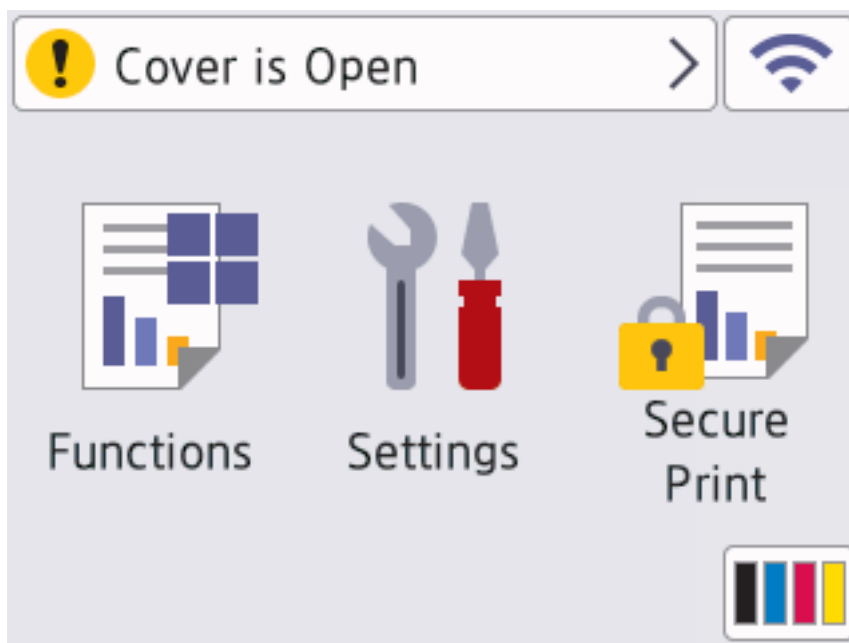 Cover is Open
Functions
Settings
Secure
Print